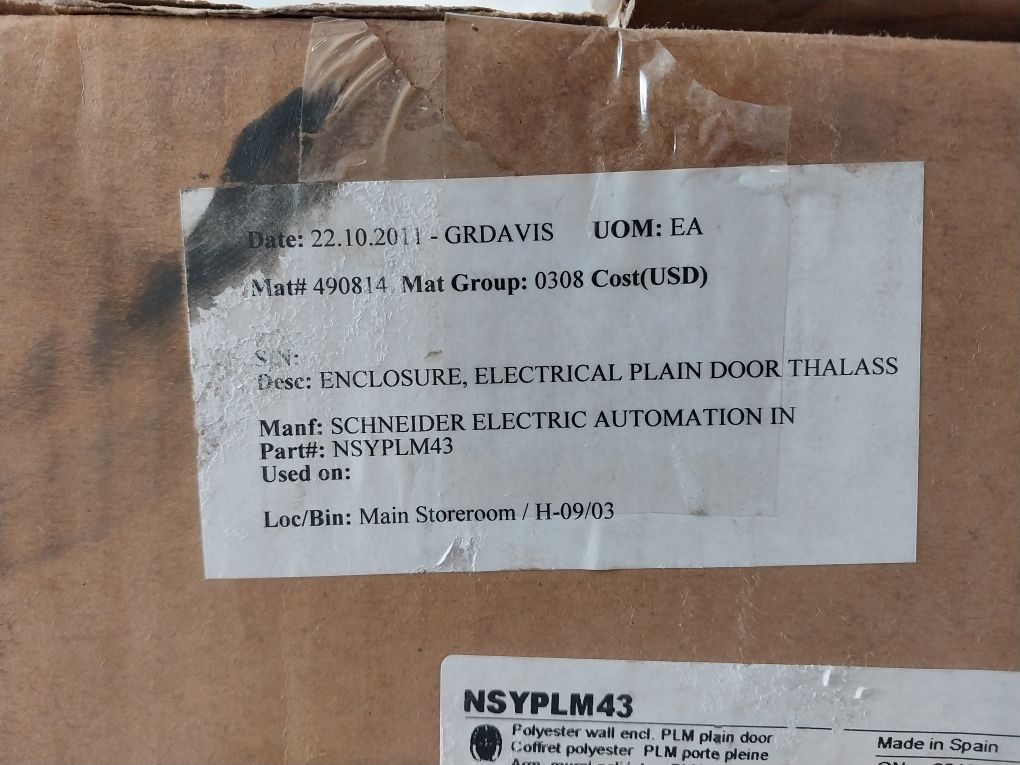 Date: 22.10.2011 - GRDAVIS UOM: EA
Mat# 490814 Mat Group: 0308 Cost(USD)
S/N:
Desc: ENCLOSURE, ELECTRICAL PLAIN DOOR THALASS
Manf: SCHNEIDER ELECTRIC AUTOMATION IN
Part#: NSYPLM43
Used on:
Loc/Bin: Main Storeroom / H-09/03
NSYPLM43
Polyester wall encl. PLM plain door
Coffret polyester PLM porte pleine
Made in Spain